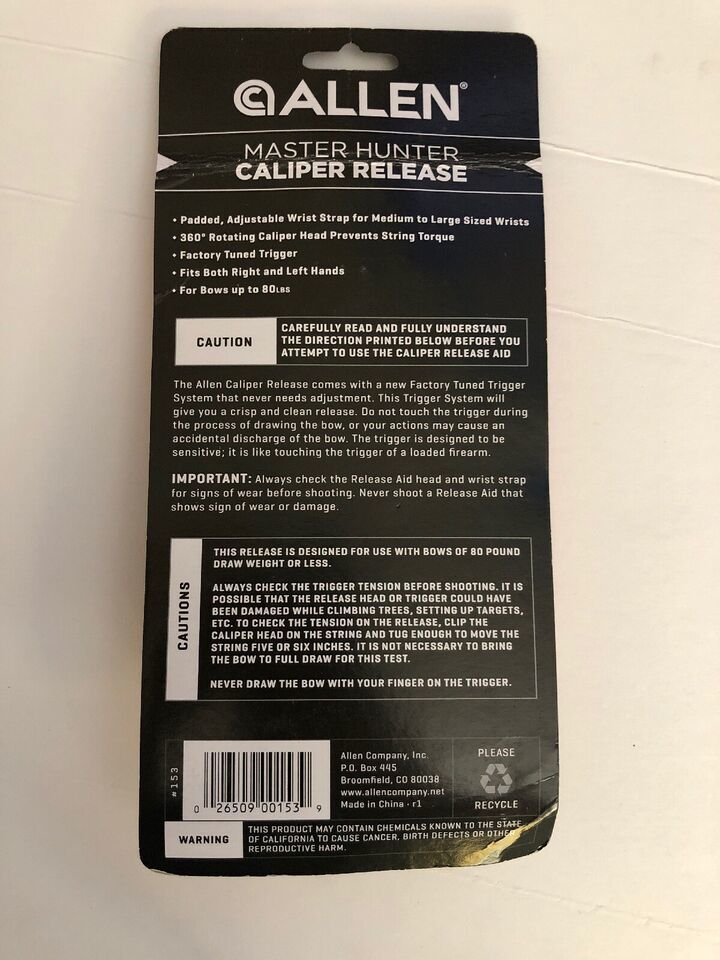 ALLEN®
MASTER HUNTER
CALIPER RELEASE
• Padded, Adjustable Wrist Strap for Medium to Large Sized Wrists
• 360° Rotating Caliper Head Prevents String Torque
• Factory Tuned Trigger
• Fits Both Right and Left Hands
• For Bows up to 80LBS
CAUTION
CAREFULLY READ AND FULLY UNDERSTAND
THE DIRECTION PRINTED BELOW BEFORE YOU
ATTEMPT TO USE THE CALIPER RELEASE AID
The Allen Caliper Release comes with a new Factory Tuned Trigger
System that never needs adjustment. This Trigger System will
give you a crisp and clean release. Do not touch the trigger during
the process of drawing the bow, or your actions may cause an
accidental discharge of the bow. The trigger is designed to be
sensitive; it is like touching the trigger of a loaded firearm.
IMPORTANT: Always check the Release Aid head and wrist strap
for signs of wear before shooting. Never shoot a Release Aid that
shows sign of wear or damage.
CAUTIONS
THIS RELEASE IS DESIGNED FOR USE WITH BOWS OF 80 POUND
DRAW WEIGHT OR LESS.
ALWAYS CHECK THE TRIGGER TENSION BEFORE SHOOTING. IT IS
POSSIBLE THAT THE RELEASE HEAD OR TRIGGER COULD HAVE
BEEN DAMAGED WHILE CLIMBING TREES, SETTING UP TARGETS,
ETC. TO CHECK THE TENSION ON THE RELEASE, CLIP THE
CALIPER HEAD ON THE STRING AND TUG ENOUGH TO MOVE THE
STRING FIVE OR SIX INCHES. IT IS NOT NECESSARY TO BRING
THE BOW TO FULL DRAW FOR THIS TEST.
NEVER DRAW THE BOW WITH YOUR FINGER ON THE TRIGGER.
#153
0 26509 00153 9
Allen Company, Inc.
P.O. Box 445
Broomfield, CO 80038
www.allencompany.net
Made in China · r1
PLEASE
RECYCLE
WARNING
THIS PRODUCT MAY CONTAIN CHEMICALS KNOWN TO THE STATE
OF CALIFORNIA TO CAUSE CANCER, BIRTH DEFECTS OR OTHER
REPRODUCTIVE HARM.